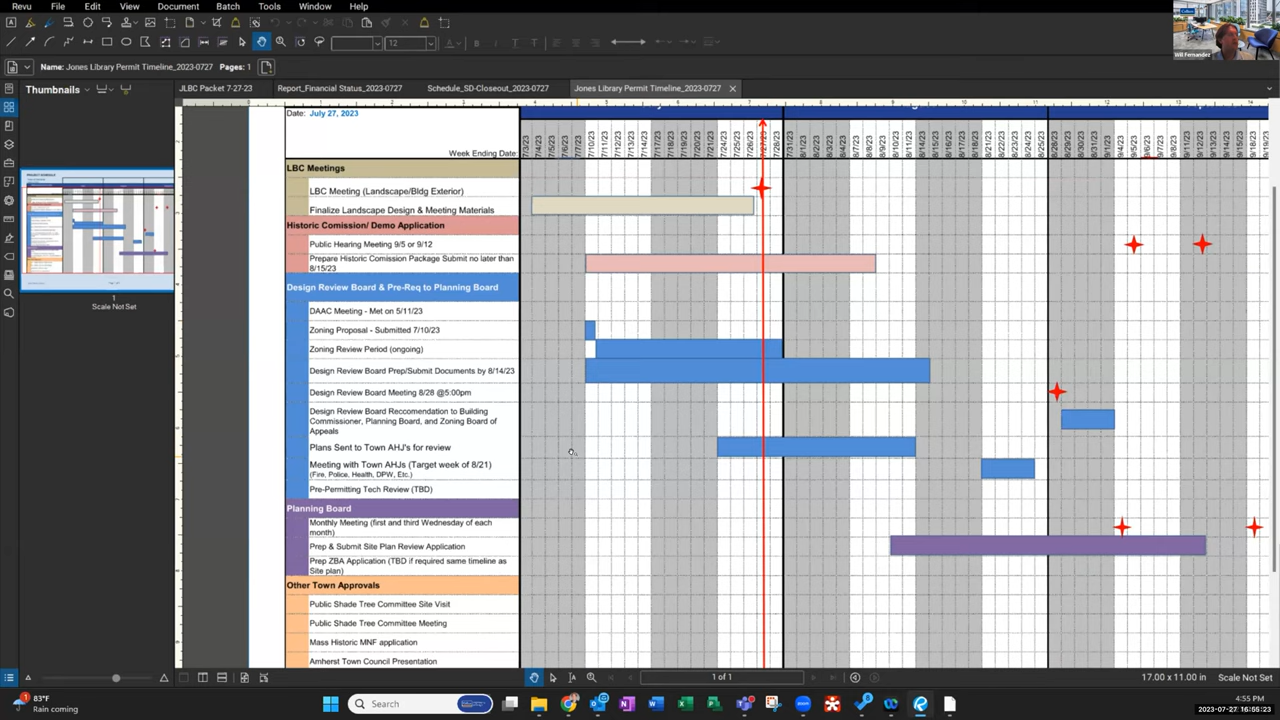 Revu File Edit View Document Batch Tools Window Help
12
Name: Jones Library Permit Timeline_2023-0727 Pages: 1
Thumbnails
JLBC Packet 7-27-23 Report_Financial Status_2023-0727 Schedule_SD-Closeout_2023-0727 Jones Library Permit Timeline_2023-0727
Will Fernandez
Date: July 27, 2023
Week Ending Date:
LBC Meetings
LBC Meeting (Landscape/Bldg Exterior)
Finalize Landscape Design & Meeting Materials
Historic Comission/ Demo Application
Public Hearing Meeting 9/5 or 9/12
Prepare Historic Comission Package Submit no later than
8/15/23
Design Review Board & Pre-Req to Planning Board
DAAC Meeting - Met on 5/11/23
Zoning Proposal - Submitted 7/10/23
Zoning Review Period (ongoing)
Design Review Board Prep/Submit Documents by 8/14/23
Design Review Board Meeting 8/28 @5:00pm
Design Review Board Reccomendation to Building
Commissioner, Planning Board, and Zoning Board of
Appeals
Plans Sent to Town AHJ's for review
Meeting with Town AHJs (Target week of 8/21)
(Fire, Police, Health, DPW, Etc.)
Pre-Permitting Tech Review (TBD)
Planning Board
Monthly Meeting (first and third Wednesday of each
month)
Prep & Submit Site Plan Review Application
Prep ZBA Application (TBD if required same timeline as
Site plan)
Other Town Approvals
Public Shade Tree Committee Site Visit
Public Shade Tree Committee Meeting
Mass Historic MNF application
Amherst Town Council Presentation
1
Scale Not Set
1 of 1
17.00 x 11.00 in Scale Not Set
83°F
Rain coming
Search
4:55 PM
2023-07-27 16:55:23